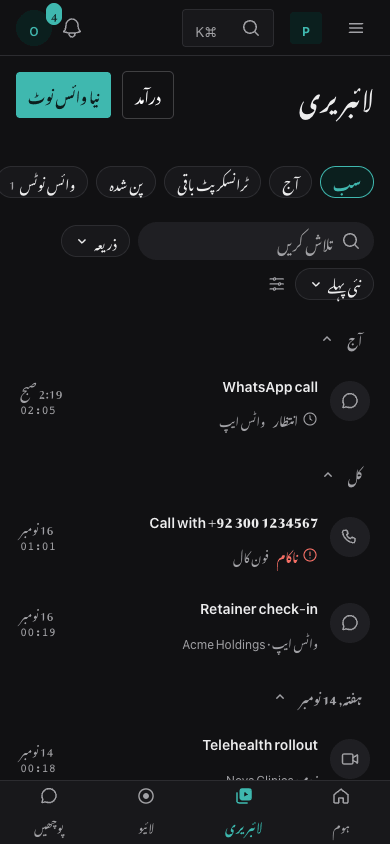 P
K⌘
4
O
لائبریری
درآمد
نیا وائس نوٹ
سب
آج
ٹرانسکرپٹ باقی
پن شدہ
وائس نوٹس 1
تلاش کریں
ذریعہ
نئی پہلے
آج
WhatsApp call
2:19 صبح
انتظار
واٹس ایپ
02:05
کل
Call with +92 300 1234567
16 نومبر
ناکام
فون کال
01:01
Retainer check-in
16 نومبر
واٹس ایپ · Acme Holdings
00:19
ہفتہ, 14 نومبر
Telehealth rollout
14 نومبر
00:18
ہوم
لائبریری
لائیو
پوچھیں